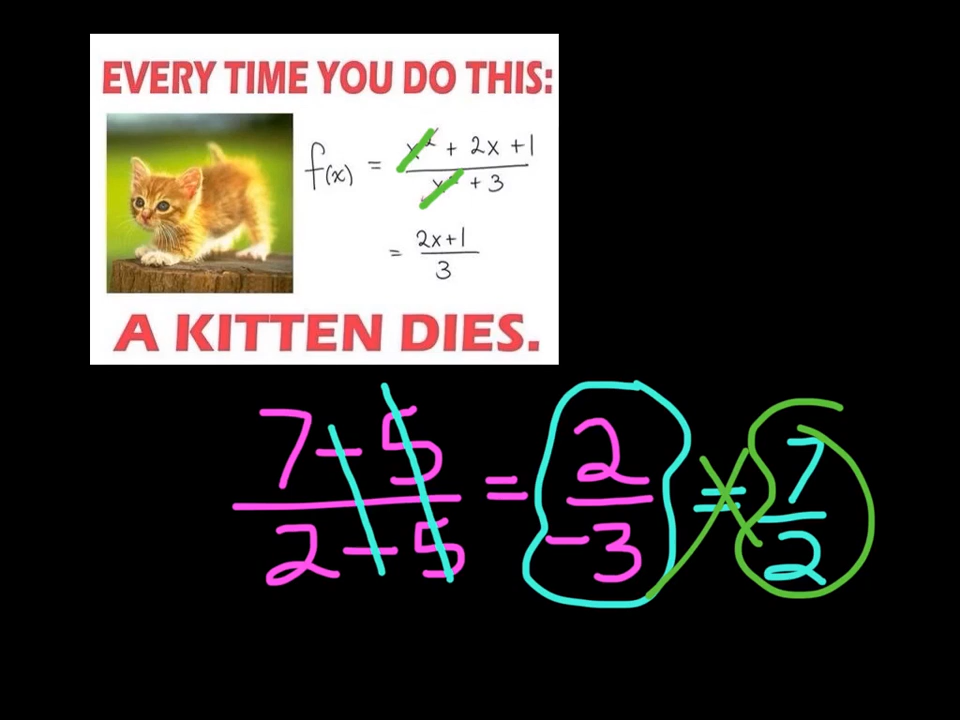 EVERY TIME YOU DO THIS:
f(x) = x² + 2x + 1 / x² + 3
= 2x+1 / 3
A KITTEN DIES.
7 - 5 / 2 - 5 = 2 / -3 = 7 / 2